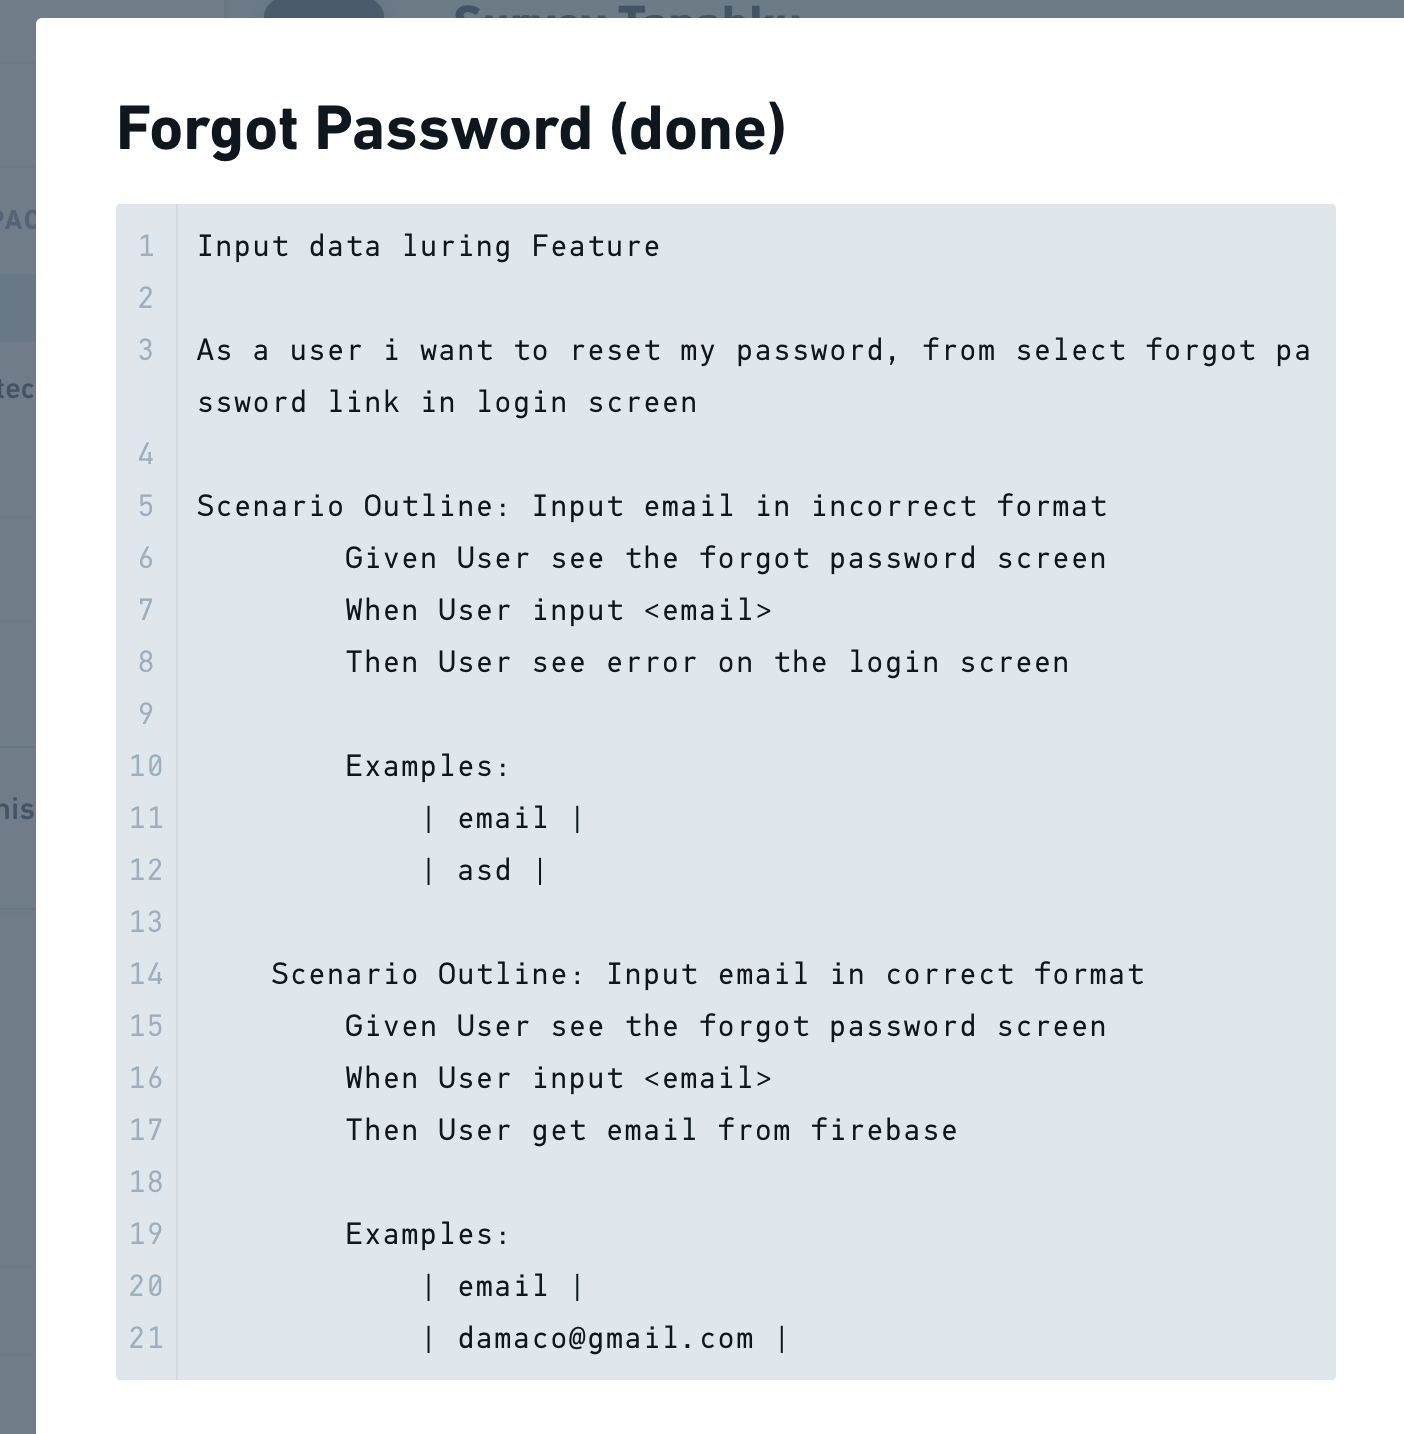 Survey Tanahku
Forgot Password (done)
1 Input data luring Feature
2
3 As a user i want to reset my password, from select forgot pa
ssword link in login screen
4
5 Scenario Outline: Input email in incorrect format
6 Given User see the forgot password screen
7 When User input <email>
8 Then User see error on the login screen
9
10 Examples:
11 | email |
12 | asd |
13
14 Scenario Outline: Input email in correct format
15 Given User see the forgot password screen
16 When User input <email>
17 Then User get email from firebase
18
19 Examples:
20 | email |
21 | damaco@gmail.com |